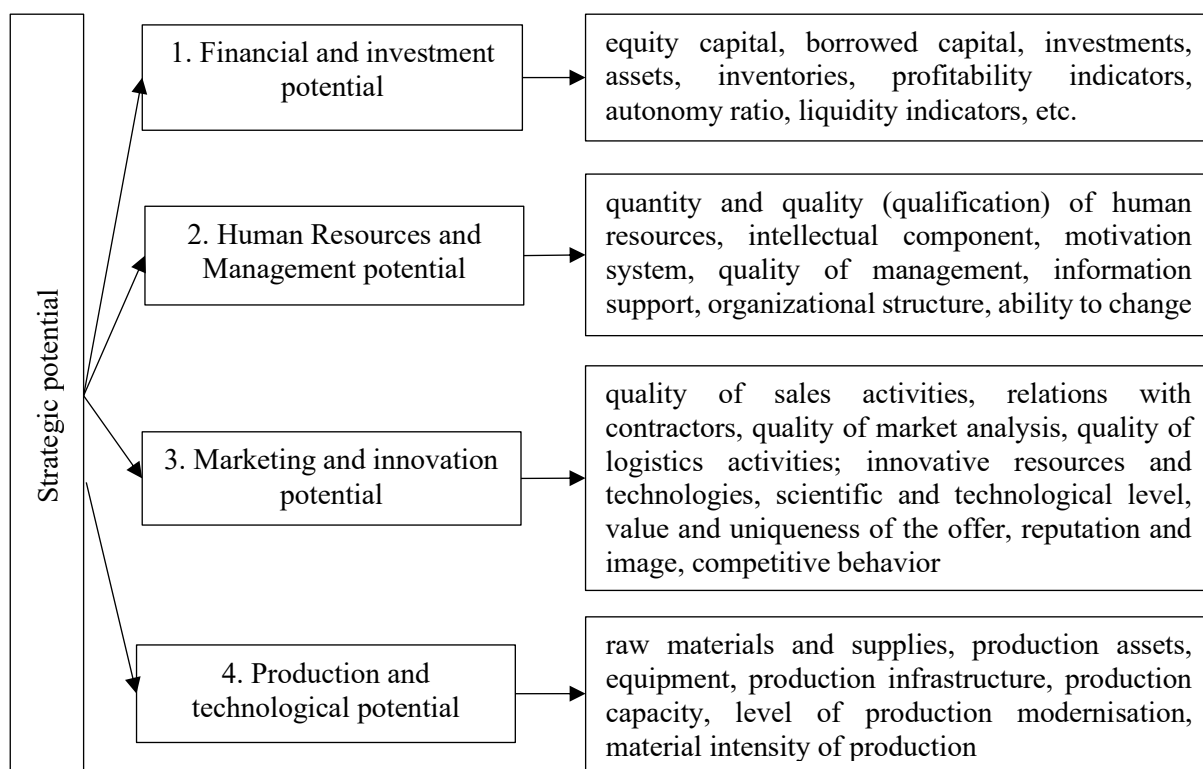 Strategic potential
1. Financial and investment
potential
equity capital, borrowed capital, investments,
assets, inventories, profitability indicators,
autonomy ratio, liquidity indicators, etc.
2. Human Resources and
Management potential
quantity and quality (qualification) of human
resources, intellectual component, motivation
system, quality of management, information
support, organizational structure, ability to change
3. Marketing and innovation
potential
quality of sales activities, relations with
contractors, quality of market analysis, quality of
logistics activities; innovative resources and
technologies, scientific and technological level,
value and uniqueness of the offer, reputation and
image, competitive behavior
4. Production and
technological potential
raw materials and supplies, production assets,
equipment, production infrastructure, production
capacity, level of production modernisation,
material intensity of production